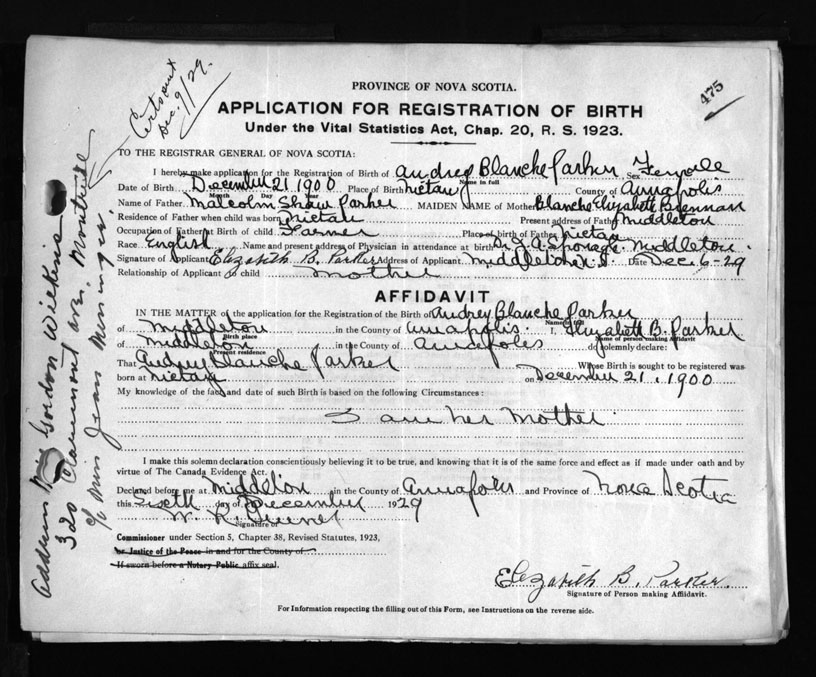 475
Dec. 9/29.
PROVINCE OF NOVA SCOTIA.
APPLICATION FOR REGISTRATION OF BIRTH
Under the Vital Statistics Act, Chap. 20, R. S. 1923.
TO THE REGISTRAR GENERAL OF NOVA SCOTIA:
I hereby make application for the Registration of Birth of Audrey Blanche Parker Sex Female
Name in full
Date of Birth December 21 1900 Place of Birth Nictaux County of Annapolis
Month Day Year
Name of Father Malcolm Shaw Parker MAIDEN NAME of Mother Blanche Elizabeth Brennan
Residence of Father when child was born Nictaux Present address of Father Middleton
Occupation of Father at Birth of child Farmer Place of birth of Father Nictaux
Race English Name and present address of Physician in attendance at birth Dr. J. A. Sponagle Middleton.
Signature of Applicant Elizabeth B. Parker Address of Applicant Middleton N.S. Date Dec. 6-29
Relationship of Applicant to child Mother
AFFIDAVIT
IN THE MATTER of the application for the Registration of the Birth of Audrey Blanche Parker
Name in full
of Middleton in the County of Annapolis. I, Elizabeth B. Parker
Birth place Name of person making Affidavit
of Middleton in the County of Annapolis do solemnly declare:
Present residence
That Audrey Blanche Parker Whose Birth is sought to be registered was
born at Nictaux on December 21, 1900
My knowledge of the fact and date of such Birth is based on the following Circumstances:
I am her Mother
I make this solemn declaration conscientiously believing it to be true, and knowing that it is of the same force and effect as if made under oath and by
virtue of The Canada Evidence Act.
Declared before me at Middleton in the County of Annapolis and Province of Nova Scotia
this Sixth day of December 1929
W. R.
Signature of
Commissioner under Section 5, Chapter 38, Revised Statutes, 1923,
or Justice of the Peace in and for the County of
If sworn before a Notary Public affix seal.
Elizabeth B. Parker.
Signature of Person making Affidavit.
For Information respecting the filling out of this Form, see Instructions on the reverse side.
Address Mrs Gordon Wilkins
320 Claremont ave. Montreal
c/o Mrs Jean